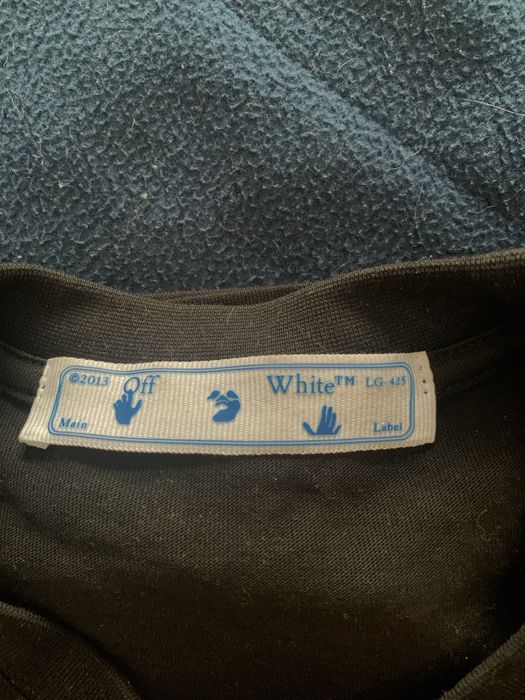 ©2013 Off White™ LG-425
Main Label